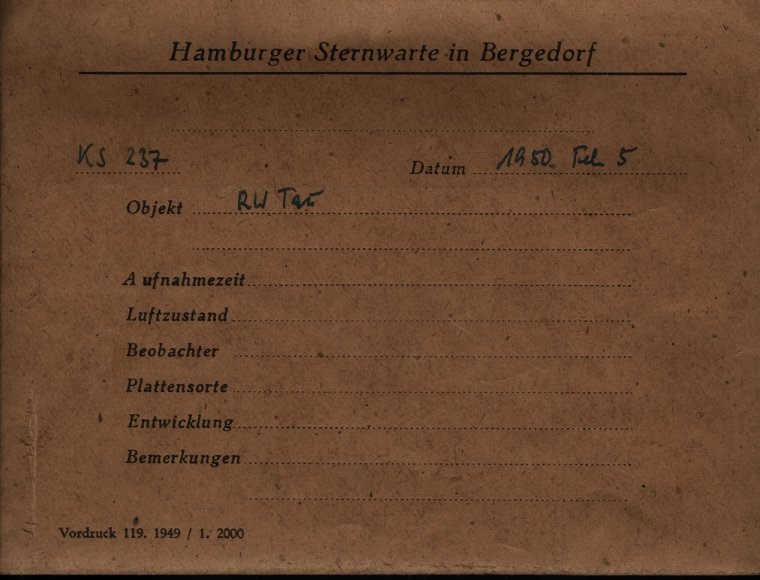 Hamburger Sternwarte in Bergedorf
KS 237 Datum 1950. Feb 5
Objekt RW Tau
Aufnahmezeit
Luftzustand
Beobachter
Plattensorte
Entwicklung
Bemerkungen
Vordruck 119. 1949 / 1. 2000